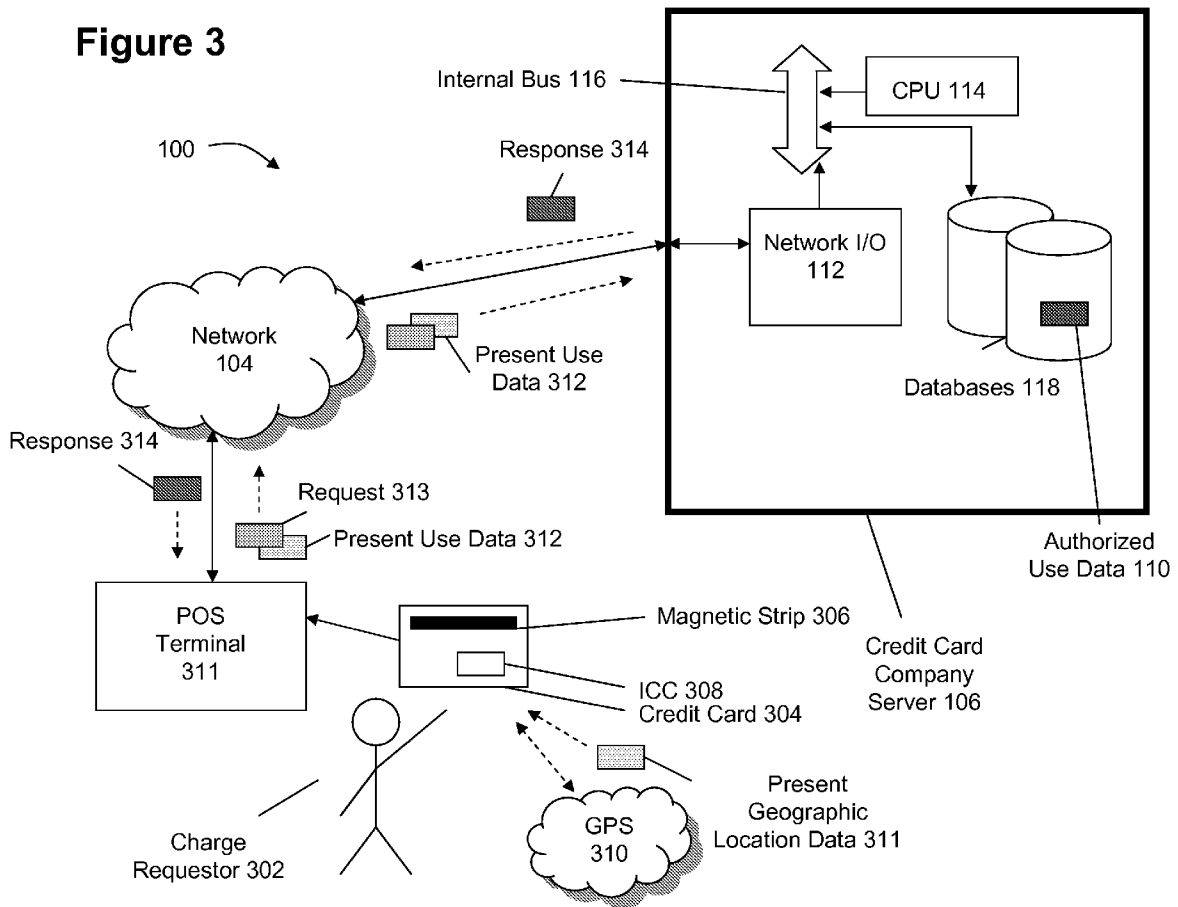 Figure 3
Internal Bus 116
CPU 114
100
Response 314
Network I/O
112
Network
104
Present Use
Data 312
Databases 118
Response 314
Request 313
Present Use Data 312
Authorized
Use Data 110
POS
Terminal
311
Magnetic Strip 306
ICC 308
Credit Card 304
Credit Card
Company
Server 106
Present
Geographic
Location Data 311
GPS
310
Charge
Requestor 302